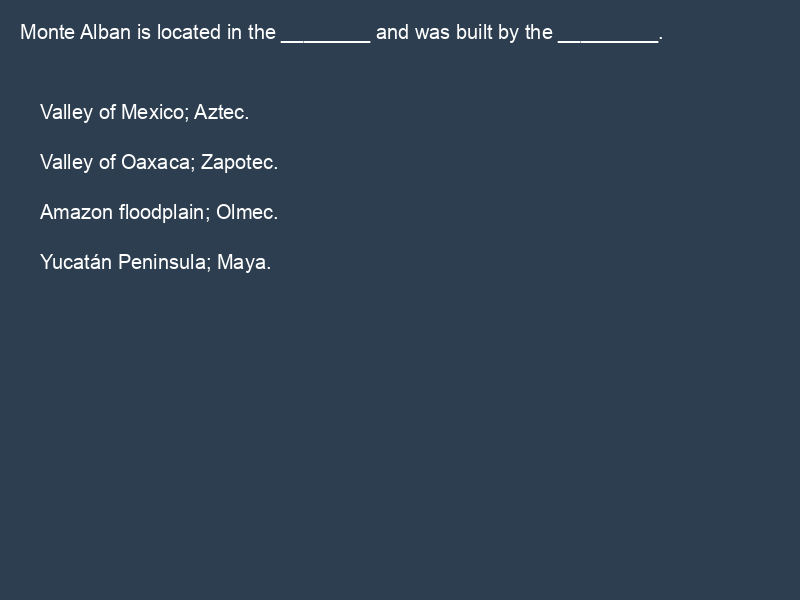 Monte Alban is located in the ________ and was built by the _________.
Valley of Mexico; Aztec.
Valley of Oaxaca; Zapotec.
Amazon floodplain; Olmec.
Yucatán Peninsula; Maya.